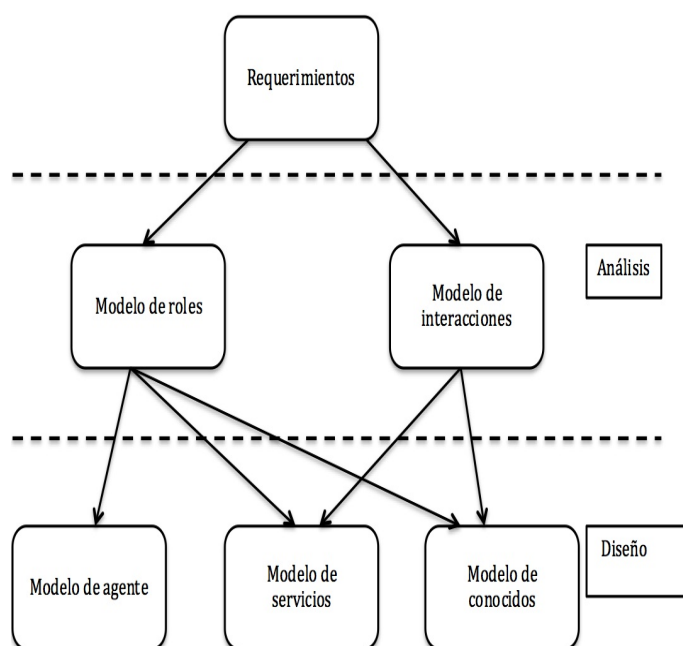 Requerimientos
Modelo de roles
Modelo de
interacciones
Análisis
Modelo de agente
Modelo de
servicios
Modelo de
conocidos
Diseño